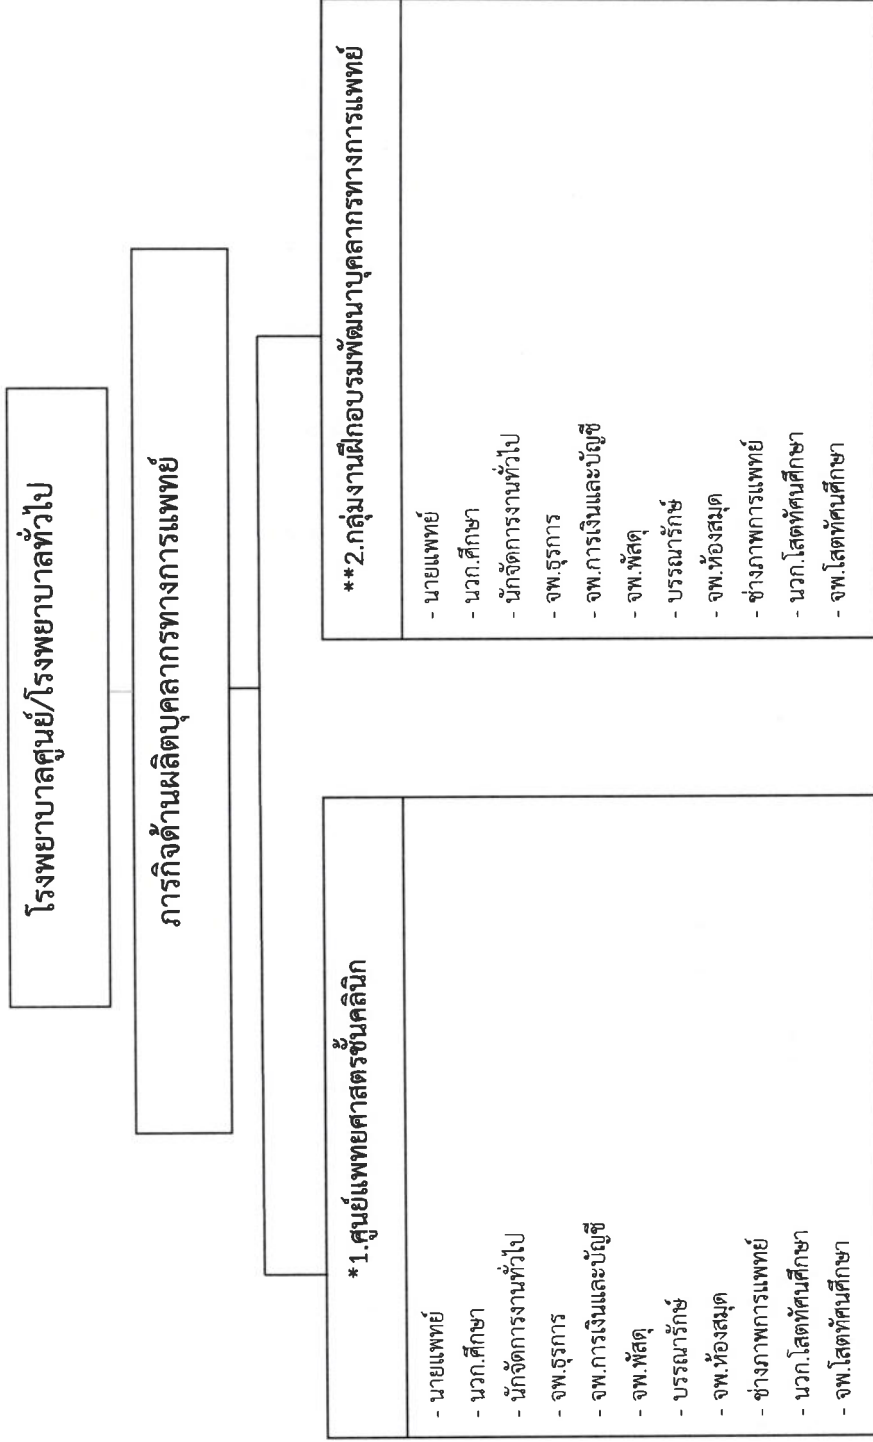 โรงพยาบาลศูนย์/โรงพยาบาลทั่วไป
ภารกิจด้านผลิตบุคลากรทางการแพทย์
*1.ศูนย์แพทยศาสตรชั้นคลินิก
- นายแพทย์
- นวก.ศึกษา
- นักจัดการงานทั่วไป
- จพ.ธุรการ
- จพ.การเงินและบัญชี
- จพ.พัสดุ
- บรรณารักษ์
- จพ.ห้องสมุด
- ช่างภาพการแพทย์
- นวก.โสตทัศนศึกษา
- จพ.โสตทัศนศึกษา
**2.กลุ่มงานฝึกอบรมพัฒนาบุคลากรทางการแพทย์
- นายแพทย์
- นวก.ศึกษา
- นักจัดการงานทั่วไป
- จพ.ธุรการ
- จพ.การเงินและบัญชี
- จพ.พัสดุ
- บรรณารักษ์
- จพ.ห้องสมุด
- ช่างภาพการแพทย์
- นวก.โสตทัศนศึกษา
- จพ.โสตทัศนศึกษา